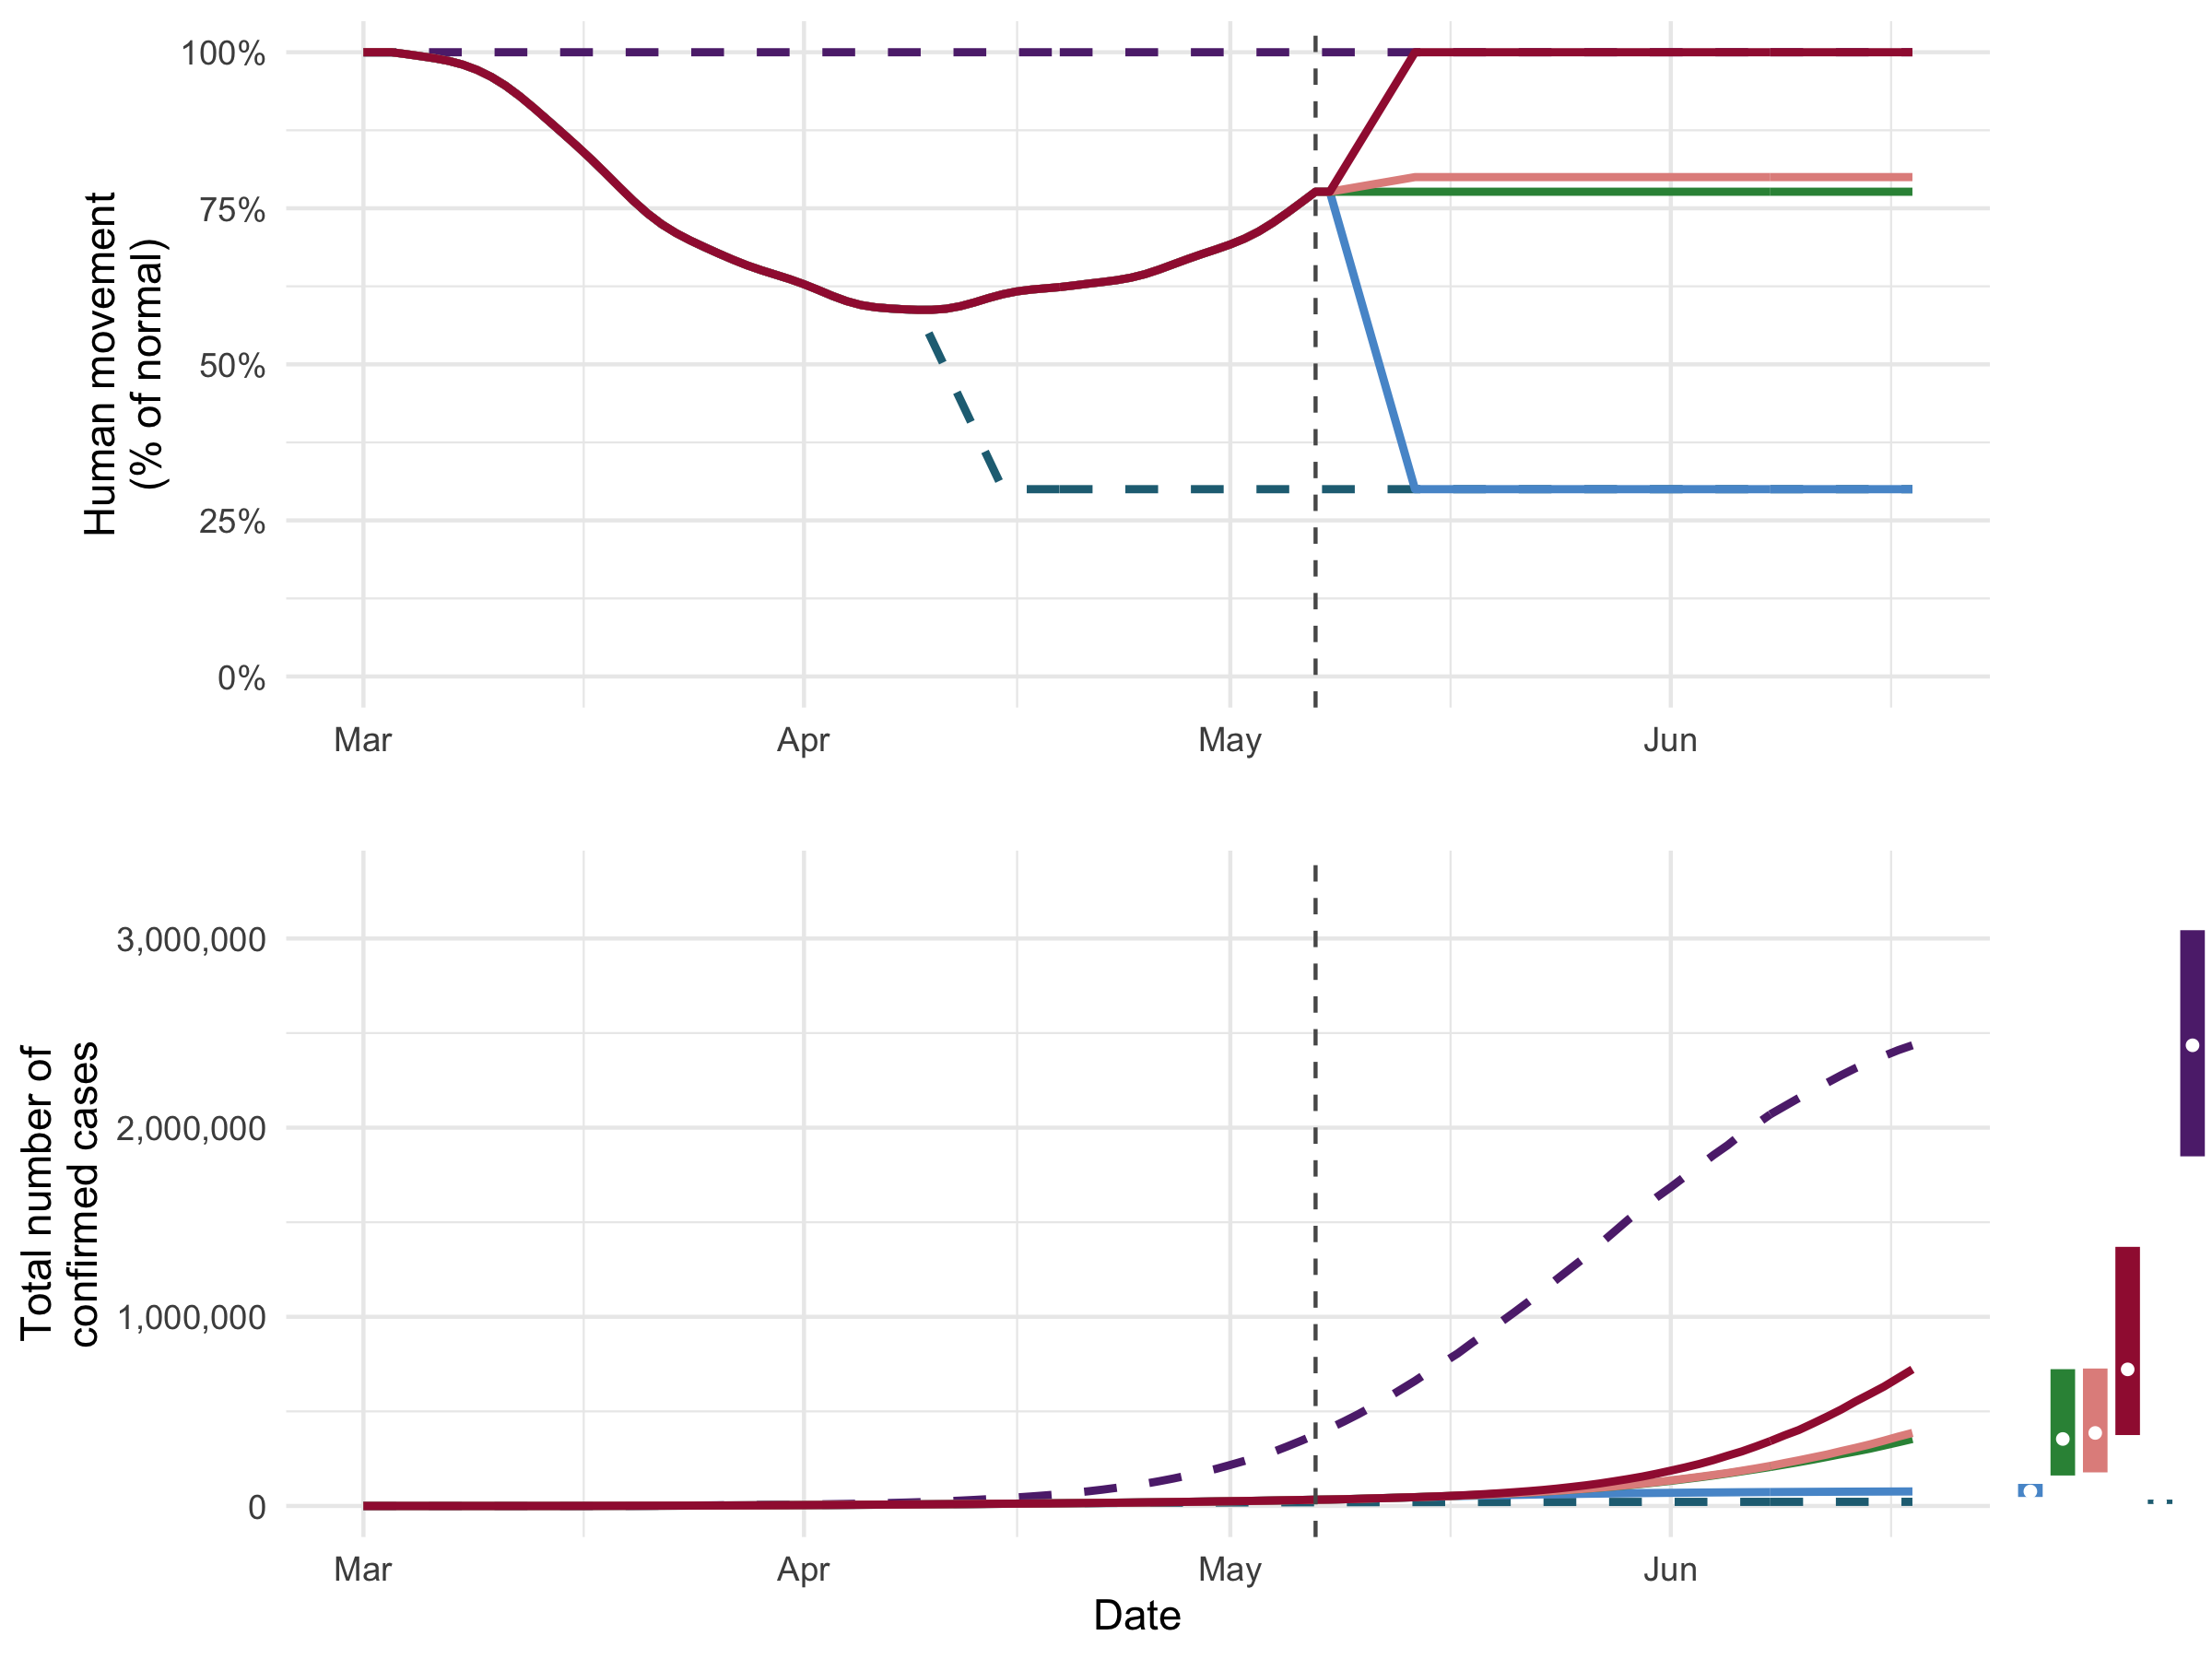 Human movement
(% of normal)
100%
75%
50%
25%
0%
Mar
Apr
May
Jun
Total number of
confirmed cases
3,000,000
2,000,000
1,000,000
0
Mar
Apr
May
Jun
Date